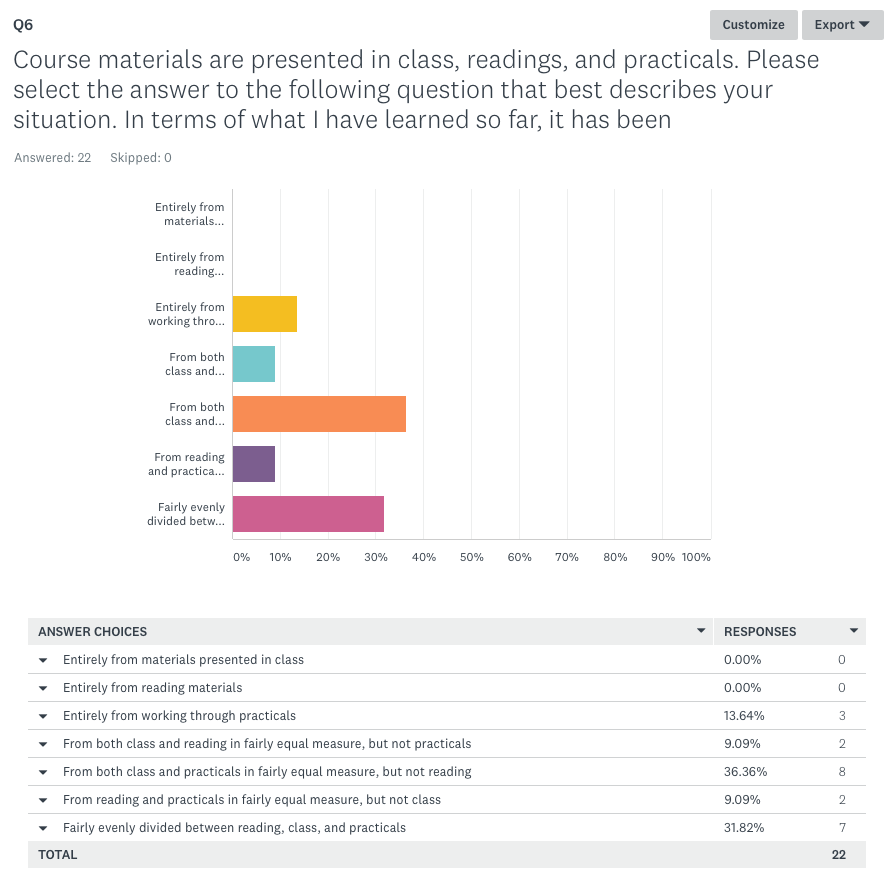 Q6
Customize
Export
Course materials are presented in class, readings, and practicals. Please
select the answer to the following question that best describes your
situation. In terms of what I have learned so far, it has been
Answered: 22 Skipped: 0
Entirely from
materials...
Entirely from
reading...
Entirely from
working thro...
From both
class and...
From both
class and...
From reading
and practica...
Fairly evenly
divided betw...
0% 10% 20% 30% 40% 50% 60% 70% 80% 90% 100%
ANSWER CHOICES RESPONSES
Entirely from materials presented in class 0.00% 0
Entirely from reading materials 0.00% 0
Entirely from working through practicals 13.64% 3
From both class and reading in fairly equal measure, but not practicals 9.09% 2
From both class and practicals in fairly equal measure, but not reading 36.36% 8
From reading and practicals in fairly equal measure, but not class 9.09% 2
Fairly evenly divided between reading, class, and practicals 31.82% 7
TOTAL 22